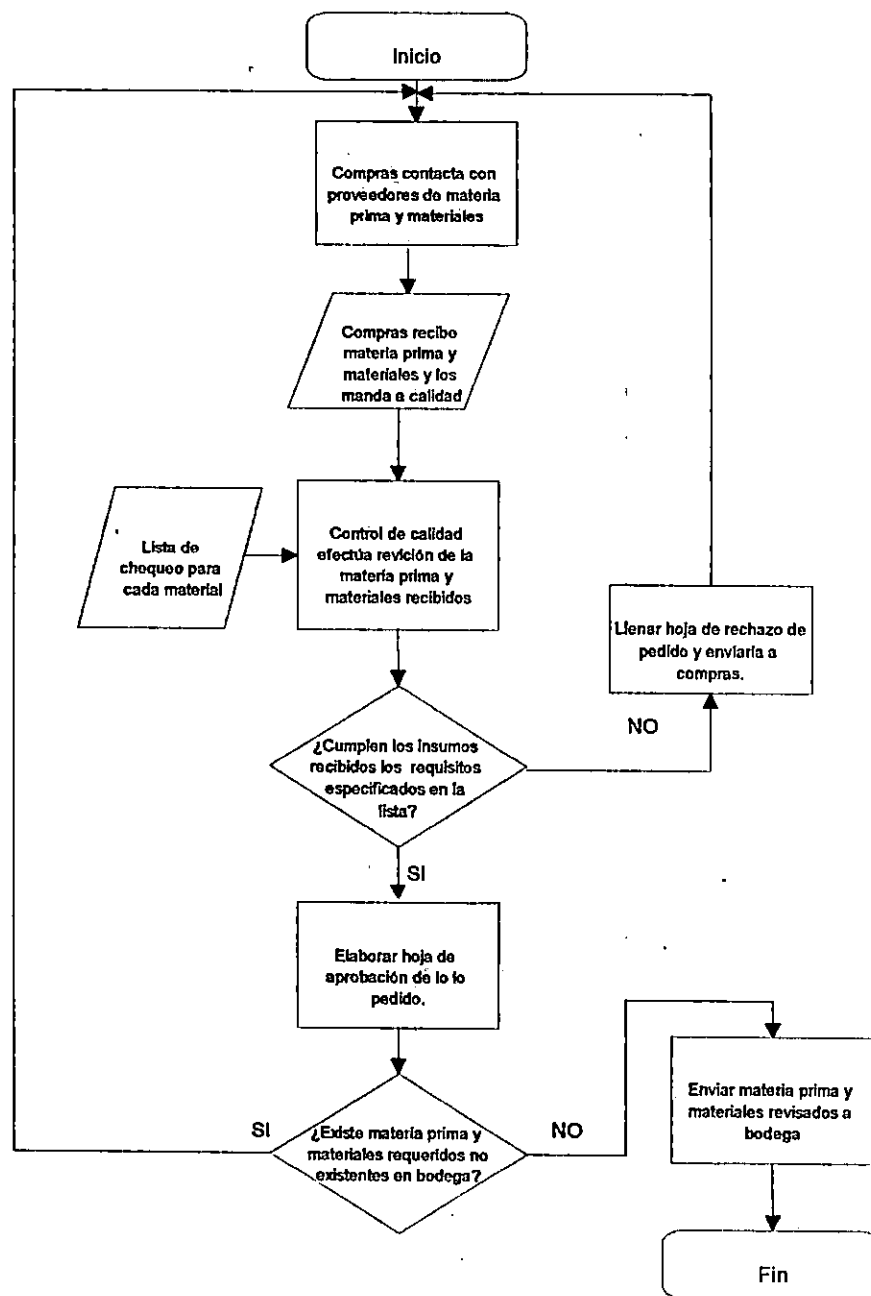 Inicio
Compras contacta con
proveedores de materia
prima y materiales
Compras recibo
materia prima y
materiales y los
manda a calidad
Lista de
chequeo para
cada material
Control de calidad
efectúa revición de la
matería prima y
materiales recibidos
Llenar hoja de rechazo de
pedido y enviarla a
compras.
NO
¿Cumplen los insumos
recibidos los requisitos
especificados en la
lista?
SI
Elaborar hoja de
aprobación de lo lo
pedido.
SI
¿Existe matería prima y
materiales requeridos no
existentes en bodega?
NO
Enviar materia prima y
materiales revisados a
bodega
Fin